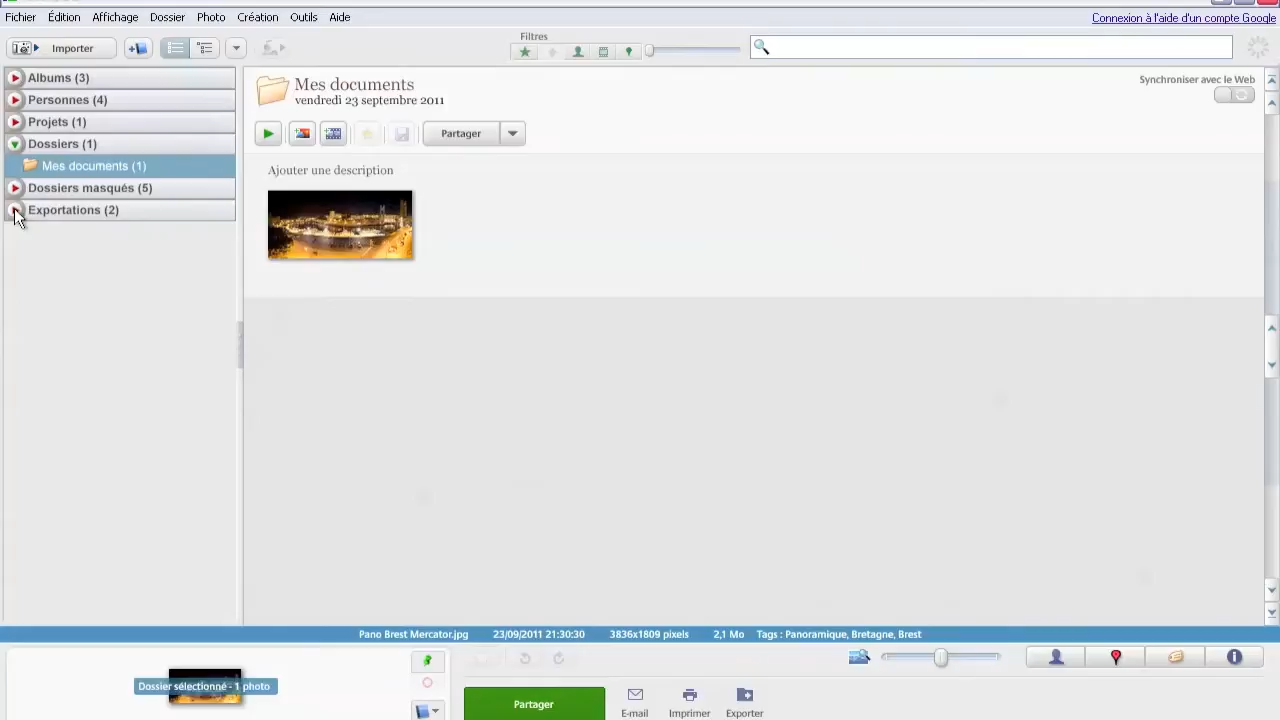 Fichier Édition Affichage Dossier Photo Création Outils Aide Connexion à l'aide d'un compte Google
Importer
Filtres
Albums (3)
Personnes (4)
Projets (1)
Dossiers (1)
Mes documents (1)
Dossiers masqués (5)
Exportations (2)
Mes documents
vendredi 23 septembre 2011
Synchroniser avec le Web
Partager
Ajouter une description
Pano Brest Mercator.jpg 23/09/2011 21:30:30 3836x1809 pixels 2,1 Mo Tags : Panoramique, Bretagne, Brest
Dossier sélectionné - 1 photo
Partager
E-mail Imprimer Exporter